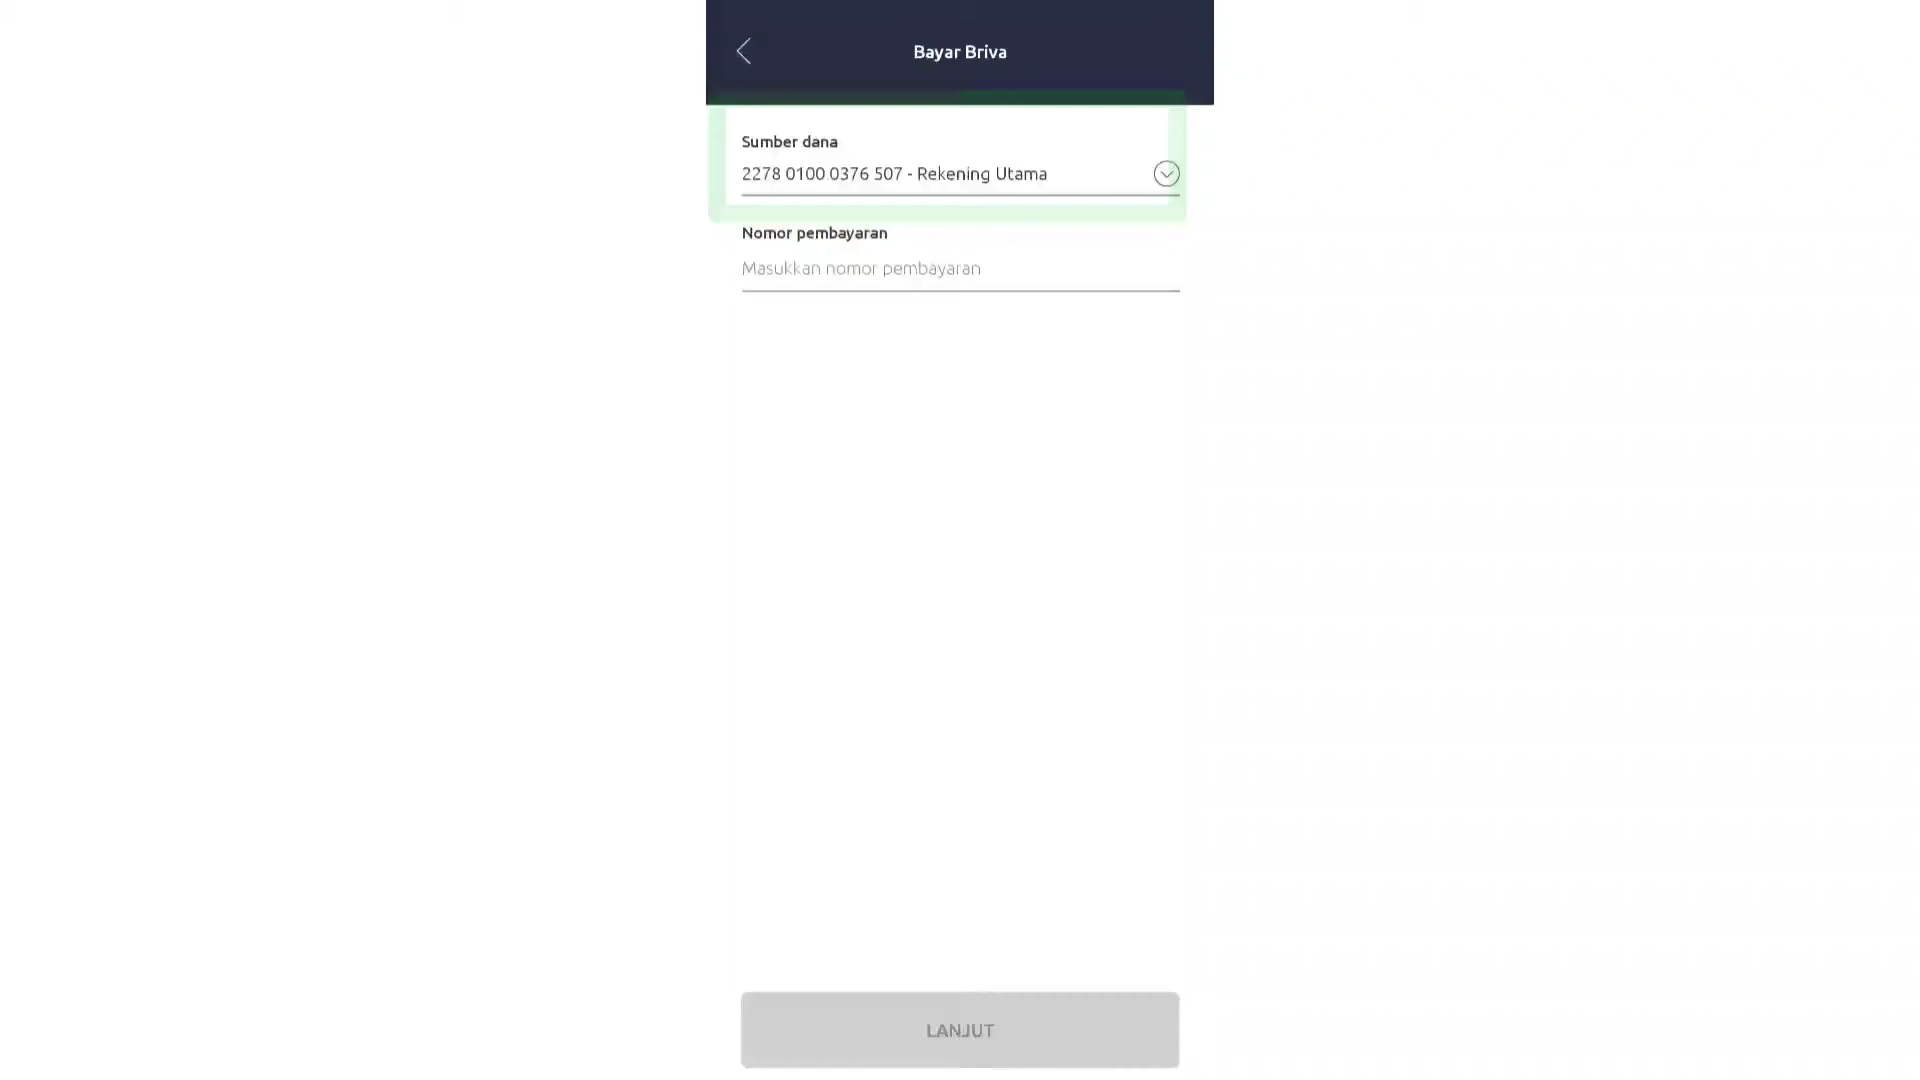 Bayar Briva
Sumber dana
2278 0100 0376 507 - Rekening Utama
Nomor pembayaran
Masukkan nomor pembayaran
LANJUT